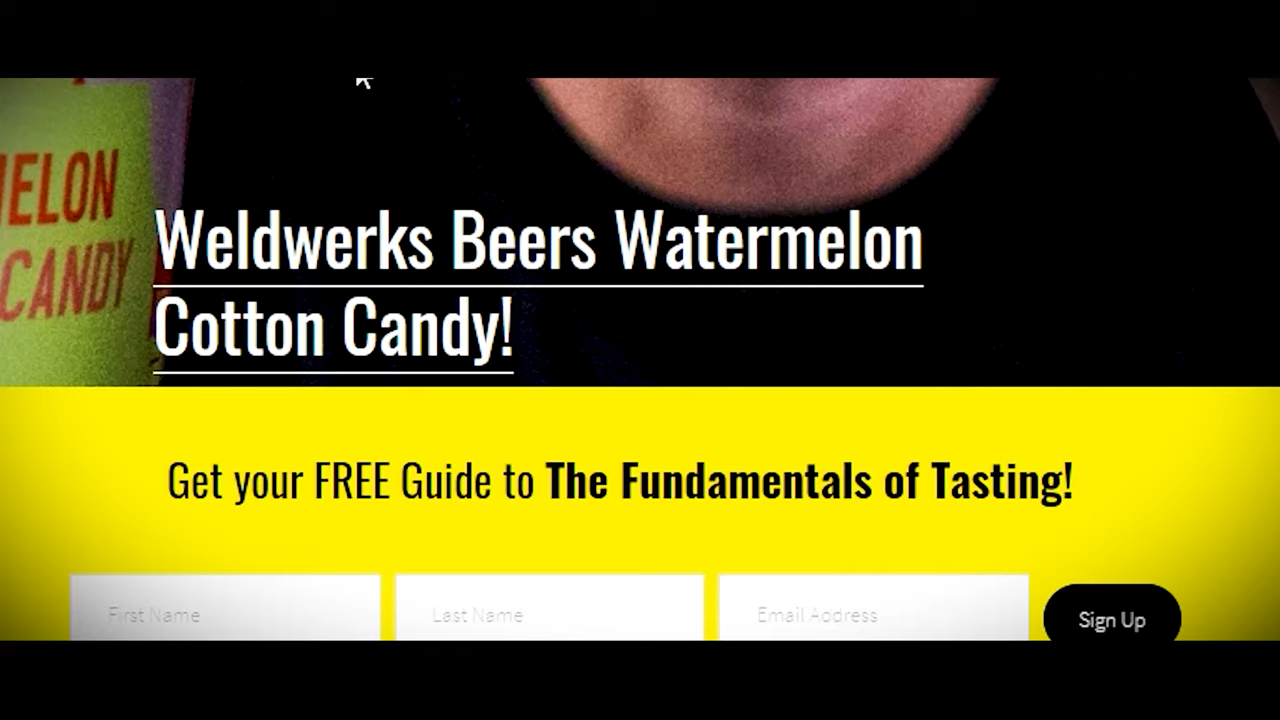 MELON
CANDY
Weldwerks Beers Watermelon
Cotton Candy!
Get your FREE Guide to The Fundamentals of Tasting!
First Name
Last Name
Email Address
Sign Up